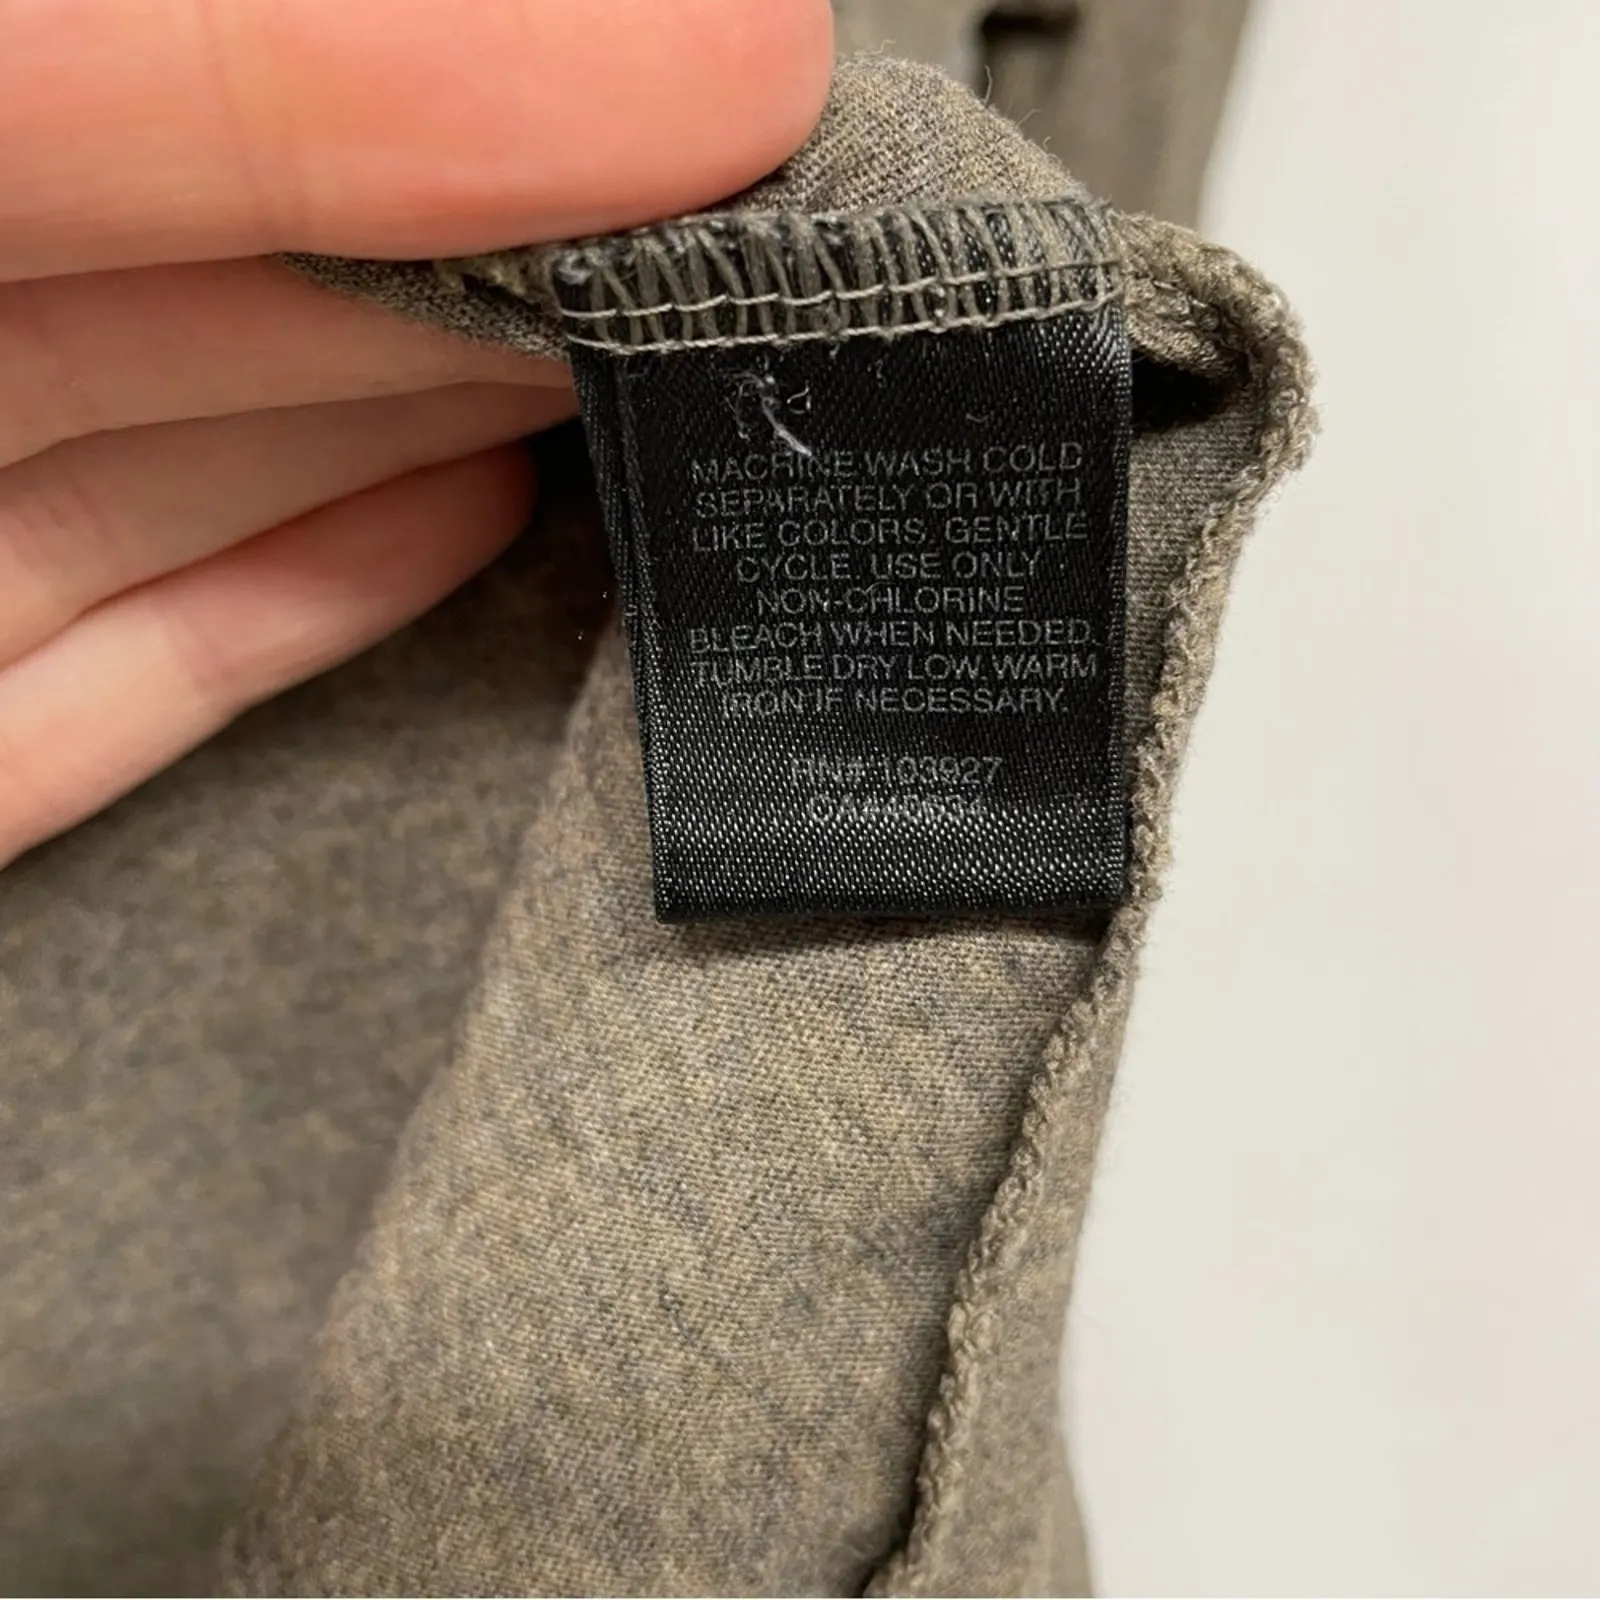 MACHINE WASH COLD
SEPARATELY OR WITH
LIKE COLORS. GENTLE
CYCLE. USE ONLY
NON-CHLORINE
BLEACH WHEN NEEDED.
TUMBLE DRY LOW. WARM
IRON IF NECESSARY.
RN# 103927